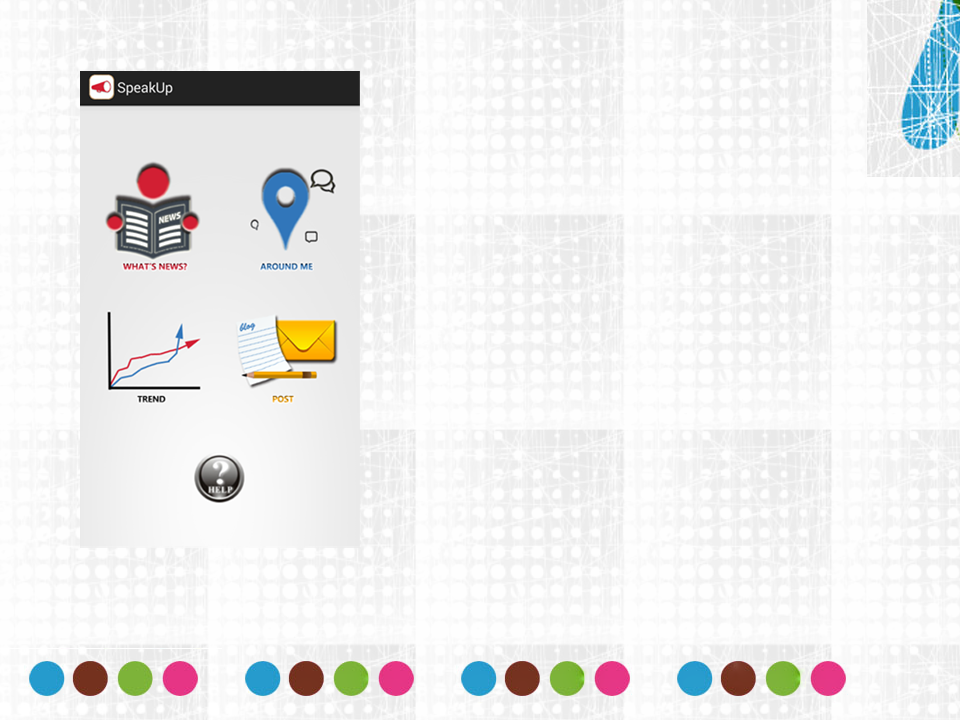 SpeakUp
NEWS
WHAT'S NEWS?
AROUND ME
blog
TREND
POST
?
HELP